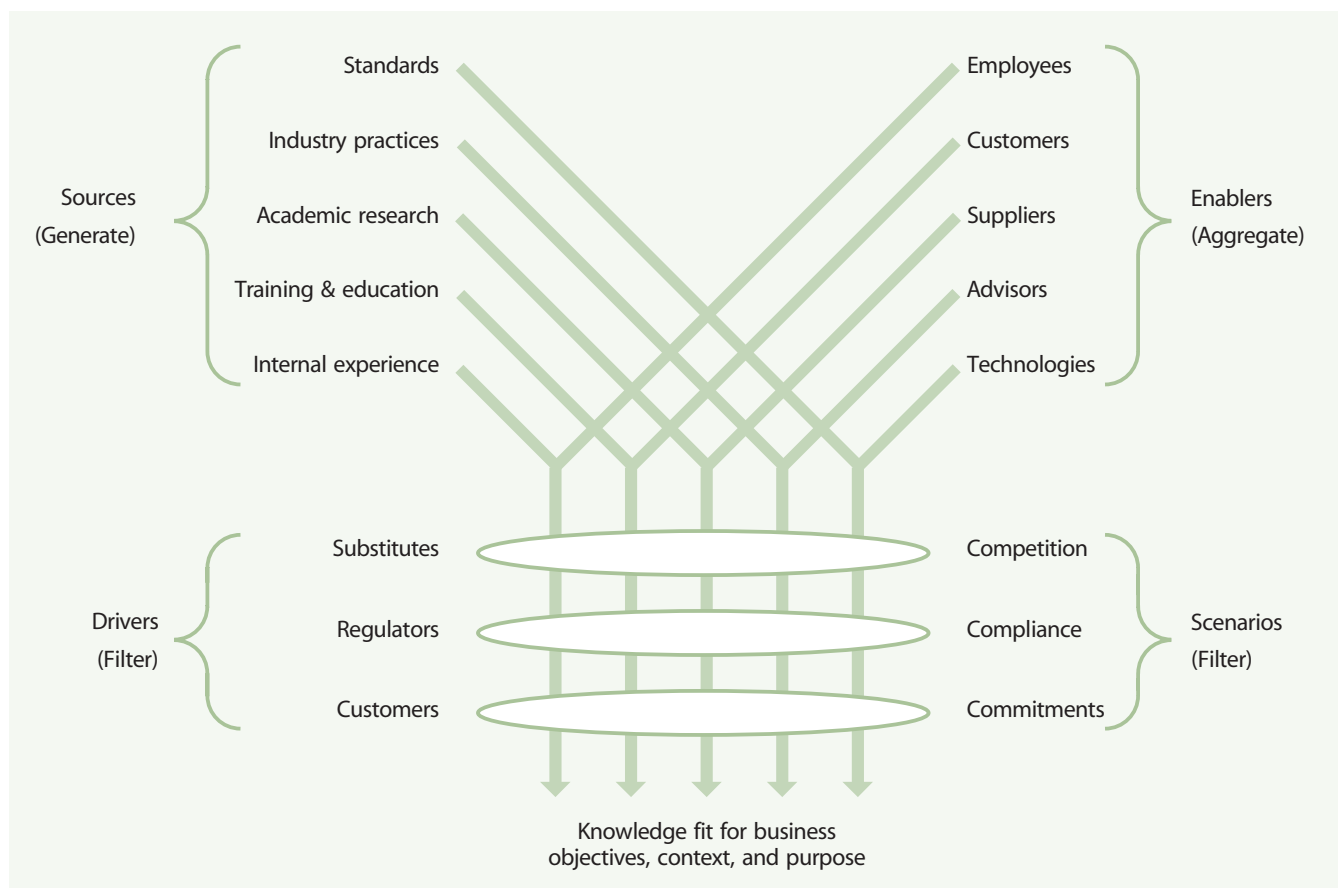 Standards
Industry practices
Academic research
Training & education
Internal experience
Sources
(Generate)
Employees
Customers
Suppliers
Advisors
Technologies
Enablers
(Aggregate)
Substitutes
Regulators
Customers
Drivers
(Filter)
Competition
Compliance
Commitments
Scenarios
(Filter)
Knowledge fit for business
objectives, context, and purpose